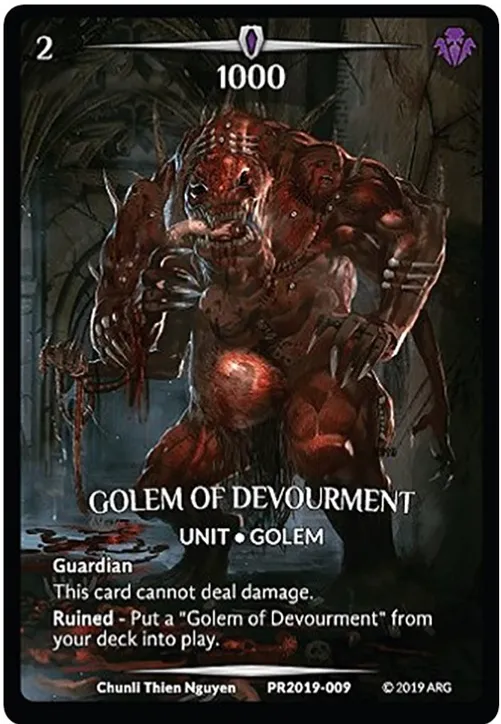 2
1000
GOLEM OF DEVOURMENT
UNIT • GOLEM
Guardian
This card cannot deal damage.
Ruined - Put a "Golem of Devourment" from
your deck into play.
Chunli Thien Nguyen PR2019-009 © 2019 ARG